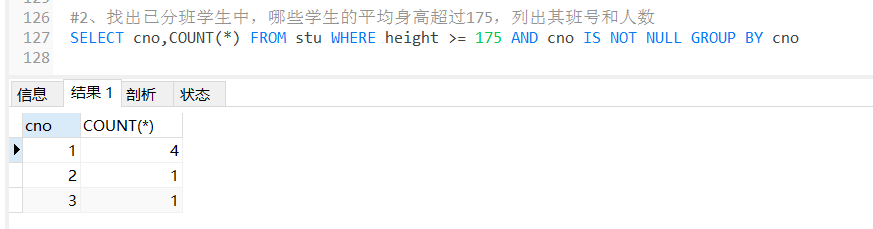 125
126 #2、找出已分班学生中，哪些学生的平均身高超过175，列出其班号和人数
127 SELECT cno,COUNT(*) FROM stu WHERE height >= 175 AND cno IS NOT NULL GROUP BY cno
128
信息 结果 1 剖析 状态
cno COUNT(*)
1 4
2 1
3 1